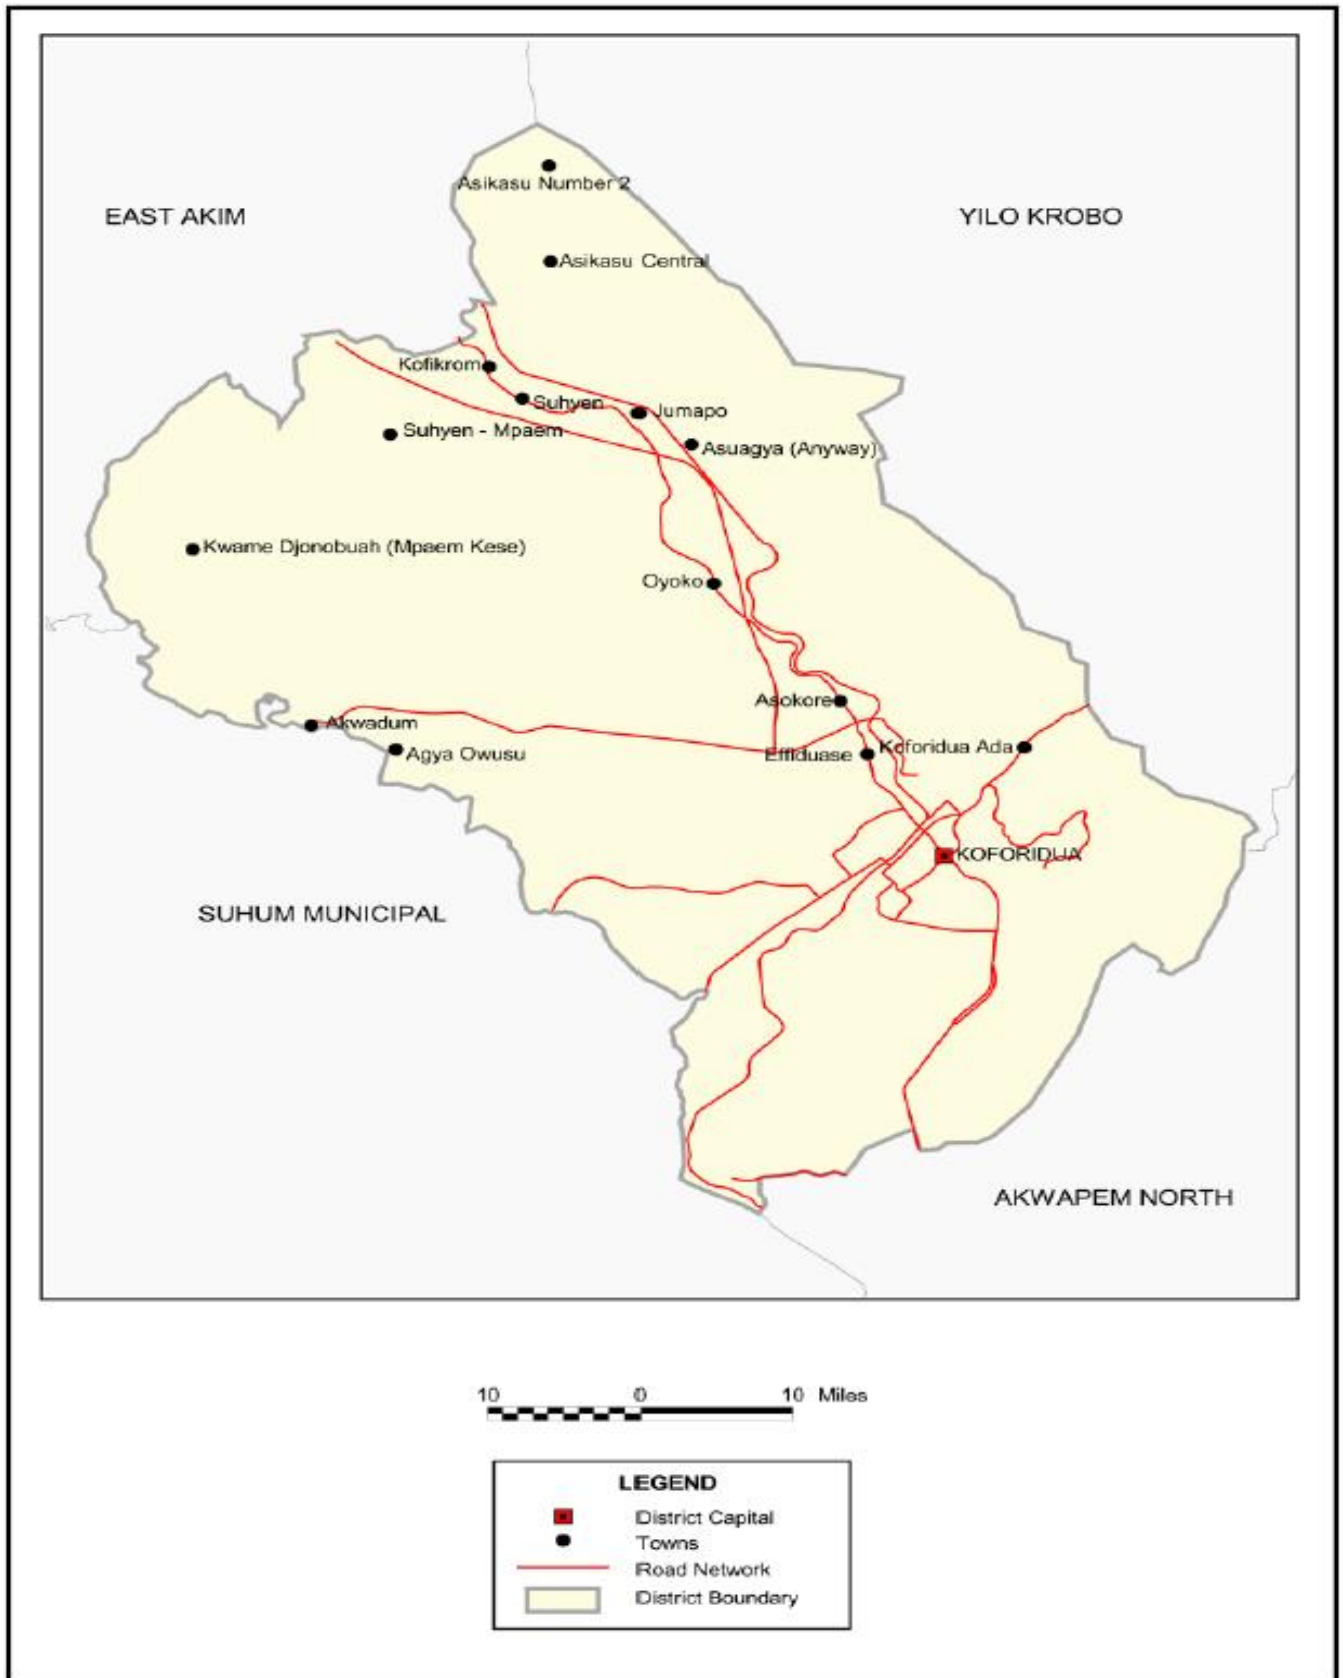 Asikasu Number 2
EAST AKIM
YILO KROBO
Asikasu Central
Kofikrom
Suhyen
Jumapo
Suhyen - Mpaem
Asuagya (Anyway)
Kwame Djonobuah (Mpaem Kese)
Oyoko
Asokore
Akwadum
Agya Owusu
Effiduase
Koforidua Ada
KOFORIDUA
SUHUM MUNICIPAL
AKWAPEM NORTH
10 0 10 Miles
LEGEND
District Capital
Towns
Road Network
District Boundary